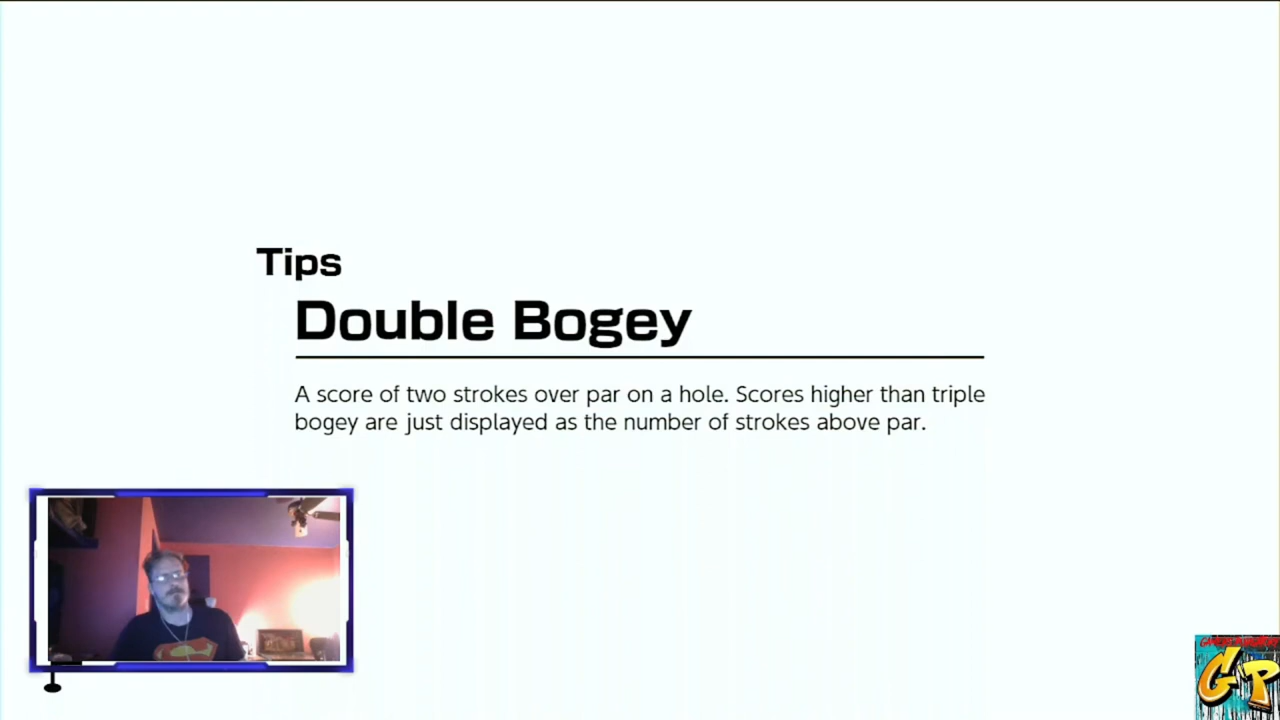 Tips
Double Bogey
A score of two strokes over par on a hole. Scores higher than triple
bogey are just displayed as the number of strokes above par.
GP